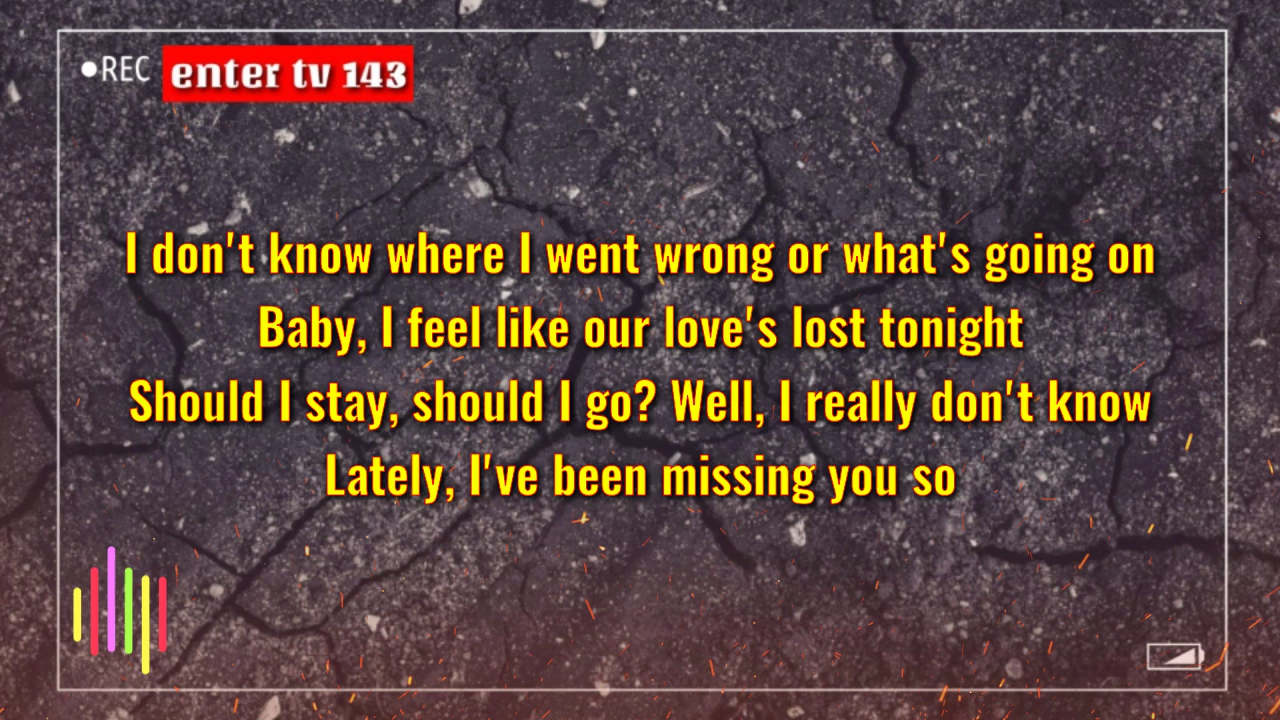 REC enter tv 143
I don't know where I went wrong or what's going on
Baby, I feel like our love's lost tonight
Should I stay, should I go? Well, I really don't know
Lately, I've been missing you so